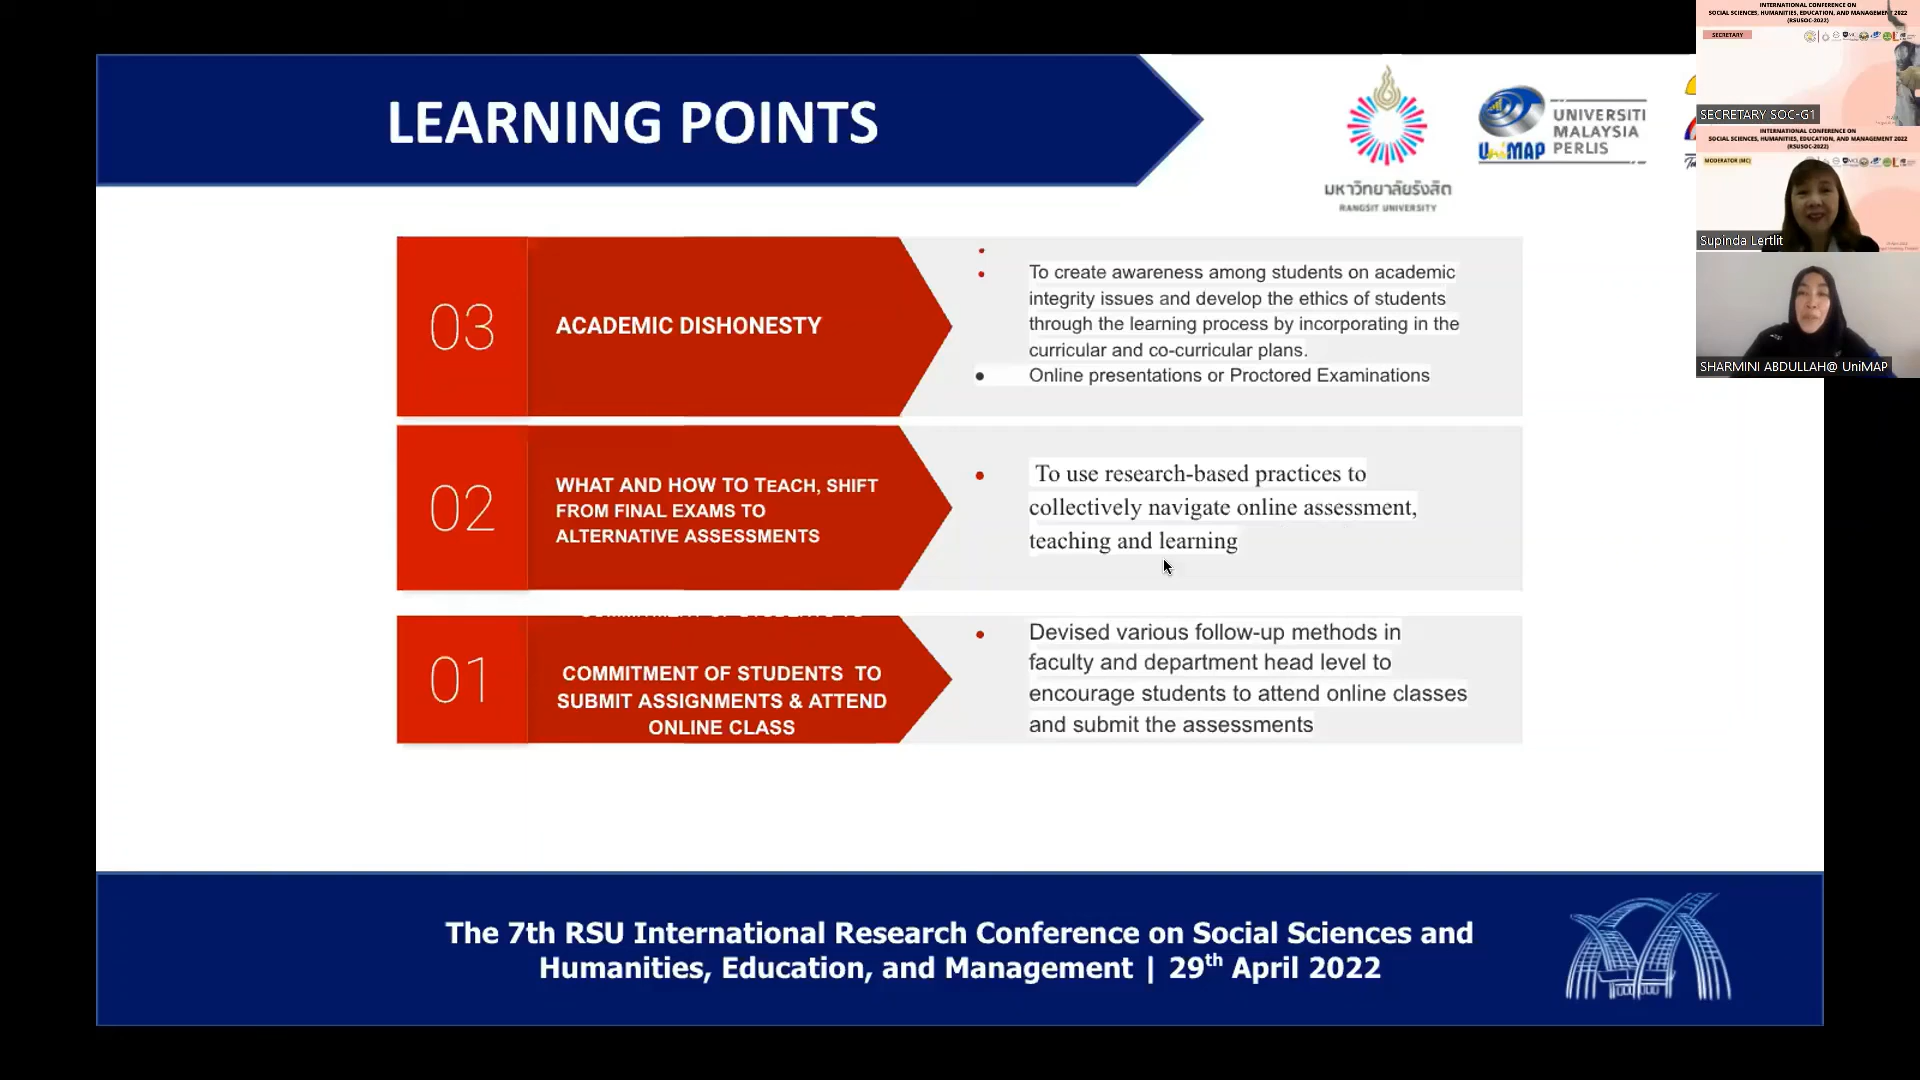 LEARNING POINTS
มหาวิทยาลัยรังสิต
RANGSIT UNIVERSITY
UniMAP
UNIVERSITI
MALAYSIA
PERLIS
03
ACADEMIC DISHONESTY
To create awareness among students on academic
integrity issues and develop the ethics of students
through the learning process by incorporating in the
curricular and co-curricular plans.
Online presentations or Proctored Examinations
02
WHAT AND HOW TO TEACH, SHIFT
FROM FINAL EXAMS TO
ALTERNATIVE ASSESSMENTS
To use research-based practices to
collectively navigate online assessment,
teaching and learning
01
COMMITMENT OF STUDENTS TO
SUBMIT ASSIGNMENTS & ATTEND
ONLINE CLASS
Devised various follow-up methods in
faculty and department head level to
encourage students to attend online classes
and submit the assessments
The 7th RSU International Research Conference on Social Sciences and
Humanities, Education, and Management | 29th April 2022
INTERNATIONAL CONFERENCE ON
SOCIAL SCIENCES, HUMANITIES, EDUCATION, AND MANAGEMENT 2022
(RSUSOC-2022)
SECRETARY
SECRETARY SOC-G1
INTERNATIONAL CONFERENCE ON
SOCIAL SCIENCES, HUMANITIES, EDUCATION, AND MANAGEMENT 2022
(RSUSOC-2022)
MODERATOR (MC)
Supinda Lertlit
SHARMINI ABDULLAH@ UniMAP